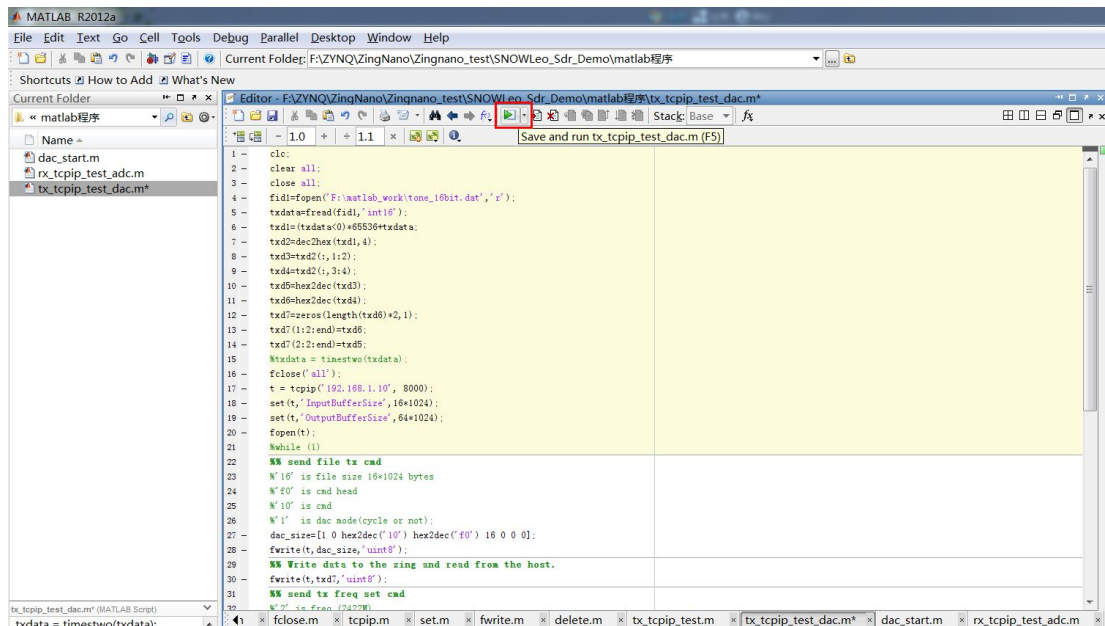 MATLAB R2012a
File Edit Text Go Cell Tools Debug Parallel Desktop Window Help
Current Folder: F:\ZYNQ\ZingNano\Zingnano_test\SNOWLeo_Sdr_Demo\matlab程序
Shortcuts How to Add What's New
Current Folder
Editor - F:\ZYNQ\ZingNano\Zingnano_test\SNOWLeo_Sdr_Demo\matlab程序\tx_tcpip_test_dac.m*
« matlab程序
Stack: Base
fx
Name
1.0
1.1
Save and run tx_tcpip_test_dac.m (F5)
dac_start.m
rx_tcpip_test_adc.m
tx_tcpip_test_dac.m*
1 – clc;
2 – clear all;
3 – close all;
4 – fid1=fopen('F:\matlab_work\tone_16bit.dat','r');
5 – txdata=fread(fid1,'int16');
6 – txd1=(txdata<0)*65536+txdata;
7 – txd2=dec2hex(txd1,4);
8 – txd3=txd2(:,1:2);
9 – txd4=txd2(:,3:4);
10 – txd5=hex2dec(txd3);
11 – txd6=hex2dec(txd4);
12 – txd7=zeros(length(txd6)*2,1);
13 – txd7(1:2:end)=txd6;
14 – txd7(2:2:end)=txd5;
15 %txdata = timestwo(txdata);
16 – fclose('all');
17 – t = tcpip('192.168.1.10', 8000);
18 – set(t,'InputBufferSize',16*1024);
19 – set(t,'OutputBufferSize',64*1024);
20 – fopen(t);
21 %while (1)
22 %% send file tx cmd
23 %'16' is file size 16*1024 bytes
24 %'f0' is cmd head
25 %'10' is cmd
26 %'1' is dac mode(cycle or not);
27 – dac_size=[1 0 hex2dec('10') hex2dec('f0') 16 0 0 0];
28 – fwrite(t,dac_size,'uint8');
29 %% Write data to the zing and read from the host.
30 – fwrite(t,txd7,'uint8');
31 %% send tx freq set cmd
32 %'2' is freq (2422M)
tx_tcpip_test_dac.m* (MATLAB Script)
txdata = timestwo(txdata);
fclose.m tcpip.m set.m fwrite.m delete.m tx_tcpip_test.m tx_tcpip_test_dac.m* dac_start.m rx_tcpip_test_adc.m